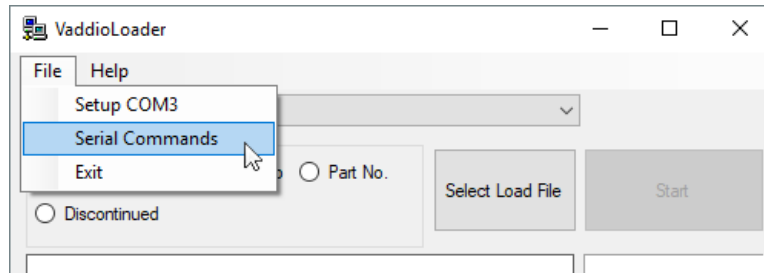 VaddioLoader
File Help
Setup COM3
Serial Commands
Exit
Part No.
Select Load File
Start
Discontinued